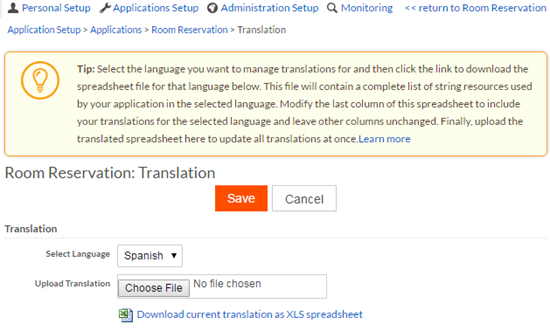 Personal Setup Applications Setup Administration Setup Monitoring << return to Room Reservation
Application Setup > Applications > Room Reservation > Translation
Tip: Select the language you want to manage translations for and then click the link to download the
spreadsheet file for that language below. This file will contain a complete list of string resources
used by your application in the selected language. Modify the last column of this spreadsheet to include
your translations for the selected language and leave other columns unchanged. Finally, upload the
translated spreadsheet here to update all translations at once.Learn more
Room Reservation: Translation
Save Cancel
Translation
Select Language Spanish
Upload Translation Choose File No file chosen
Download current translation as XLS spreadsheet